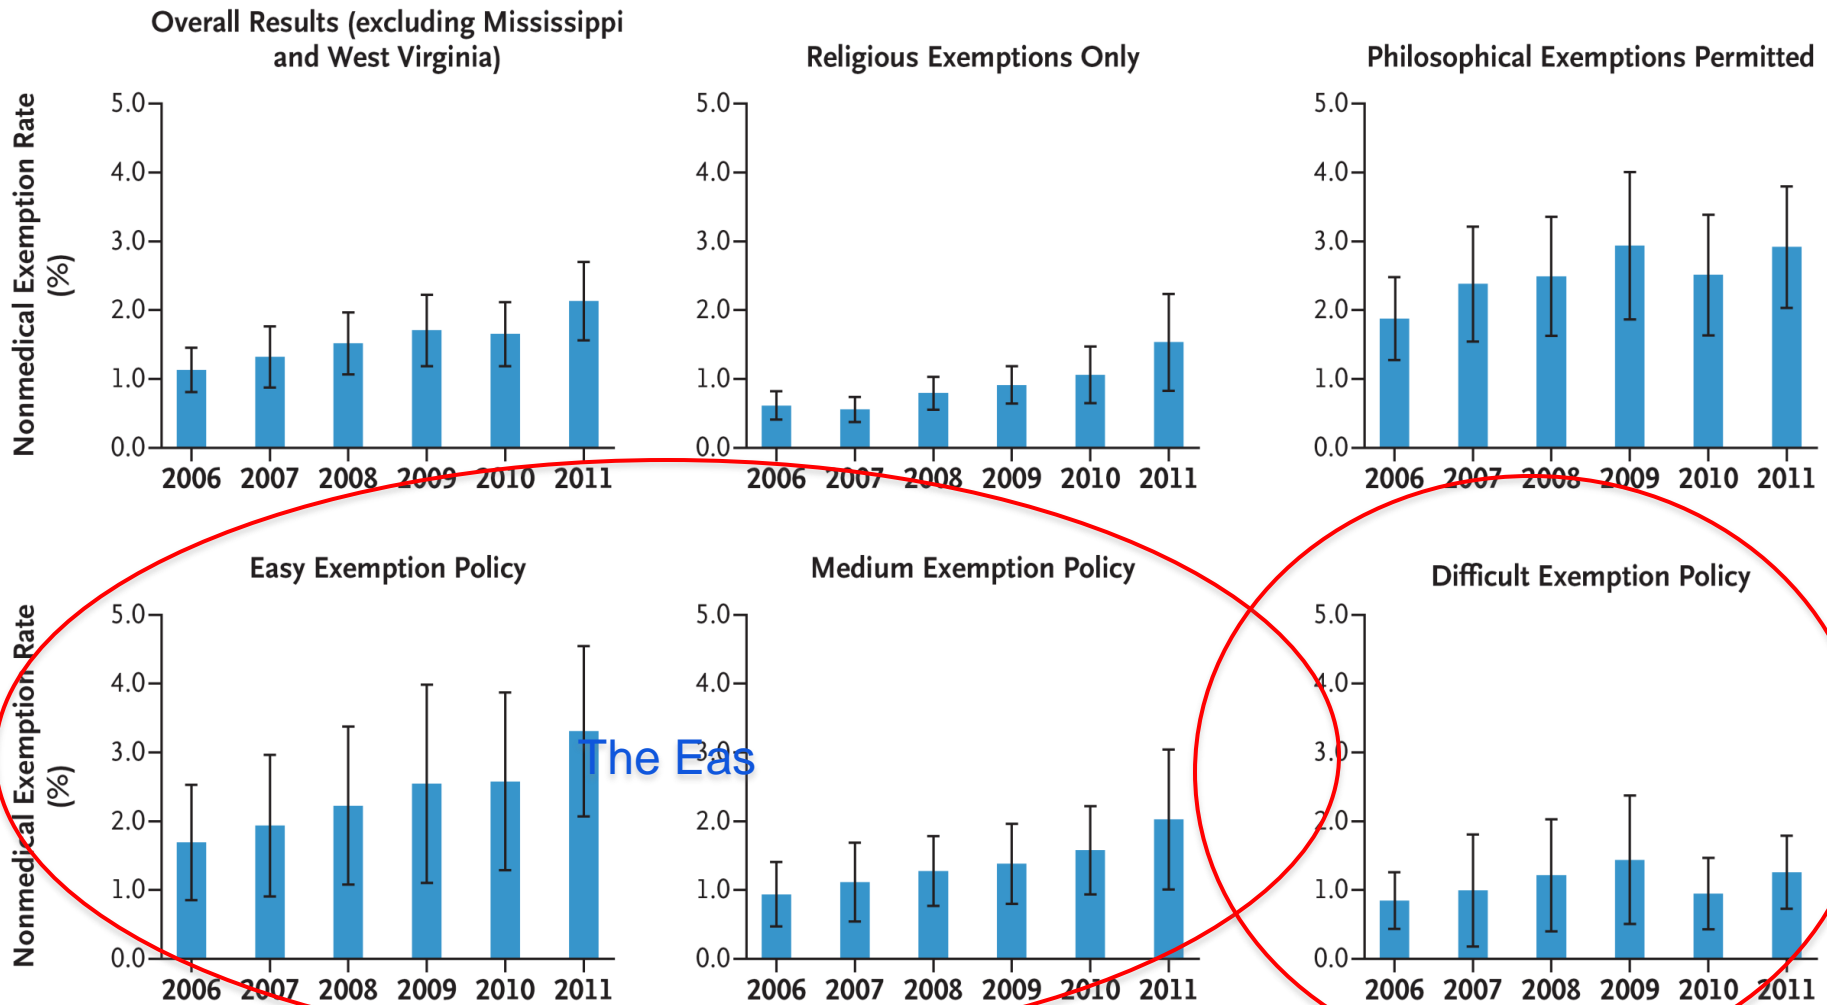 Overall Results (excluding Mississippi
and West Virginia)
Religious Exemptions Only
Philosophical Exemptions Permitted
Nonmedical Exemption Rate
(%)
5.0
4.0
3.0
2.0
1.0
0.0
2006 2007 2008 2009 2010 2011
5.0
4.0
3.0
2.0
1.0
0.0
2006 2007 2008 2009 2010 2011
5.0
4.0
3.0
2.0
1.0
0.0
2006 2007 2008 2009 2010 2011
Easy Exemption Policy
Medium Exemption Policy
Difficult Exemption Policy
Nonmedical Exemption Rate
(%)
5.0
4.0
3.0
2.0
1.0
0.0
2006 2007 2008 2009 2010 2011
The Eas
5.0
4.0
3.0
2.0
1.0
0.0
2006 2007 2008 2009 2010 2011
5.0
4.0
3.0
2.0
1.0
0.0
2006 2007 2008 2009 2010 2011